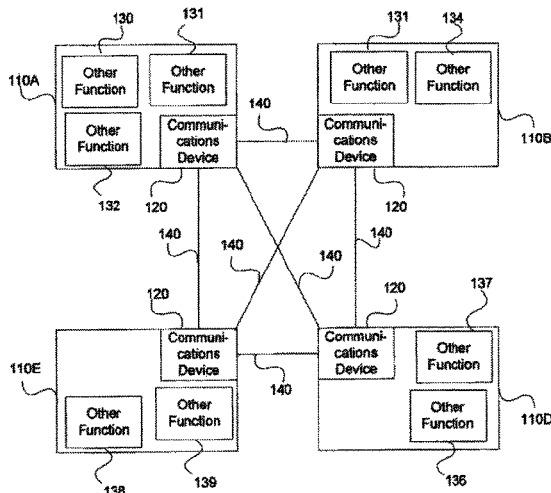 130
131
131
134
110A
Other
Function
Other
Function
Other
Function
Communi-
cations
Device
120
132
140
Other
Function
Other
Function
Communi-
cations
Device
120
110B
140
140
140
140
120
Communi-
cations
Device
110E
Other
Function
Other
Function
138
139
140
120
137
Communi-
cations
Device
Other
Function
Other
Function
110D
136